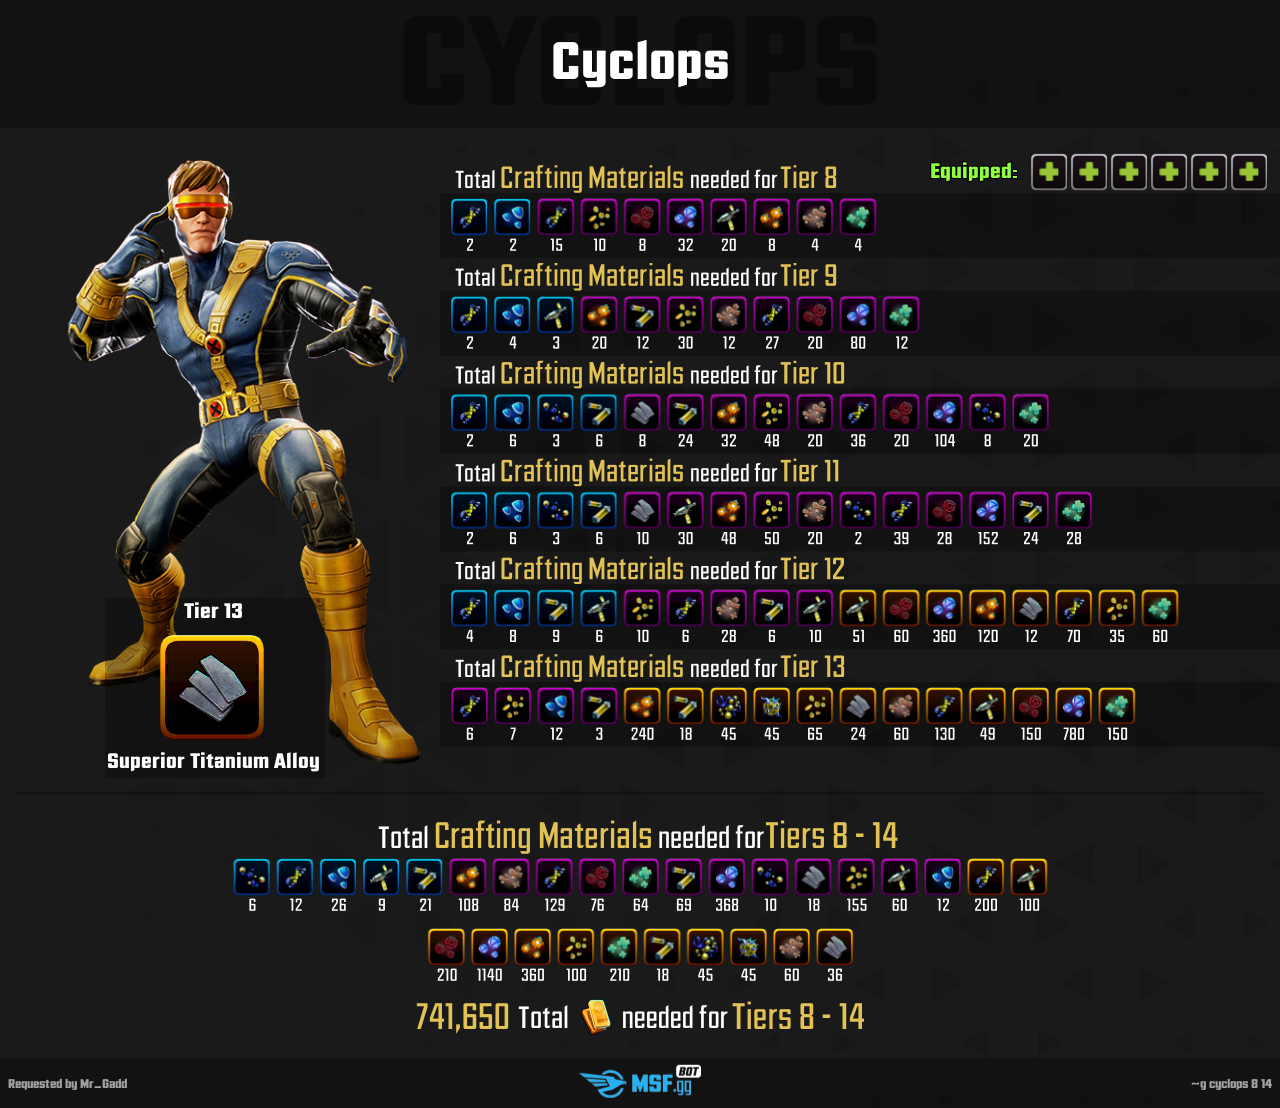 CYCLOPS
Cyclops
Equipped:
Total Crafting Materials needed for Tier 8
2 2 15 10 8 32 20 8 4 4
Total Crafting Materials needed for Tier 9
2 4 3 20 12 30 12 27 20 80 12
Total Crafting Materials needed for Tier 10
2 6 3 6 8 24 32 48 20 36 20 104 8 20
Total Crafting Materials needed for Tier 11
2 6 3 6 10 30 48 50 20 2 39 28 152 24 28
Total Crafting Materials needed for Tier 12
4 8 9 6 10 6 28 6 10 51 60 360 120 12 70 35 60
Total Crafting Materials needed for Tier 13
6 7 12 3 240 18 45 45 65 24 60 130 49 150 780 150
Tier 13
Superior Titanium Alloy
Total Crafting Materials needed for Tiers 8 - 14
6 12 26 9 21 108 84 129 76 64 69 368 10 18 155 60 12 200 100
210 1140 360 100 210 18 45 45 60 36
741,650 Total needed for Tiers 8 - 14
Requested by Mr_Gadd
MSF.gg BOT
~g cyclops 8 14